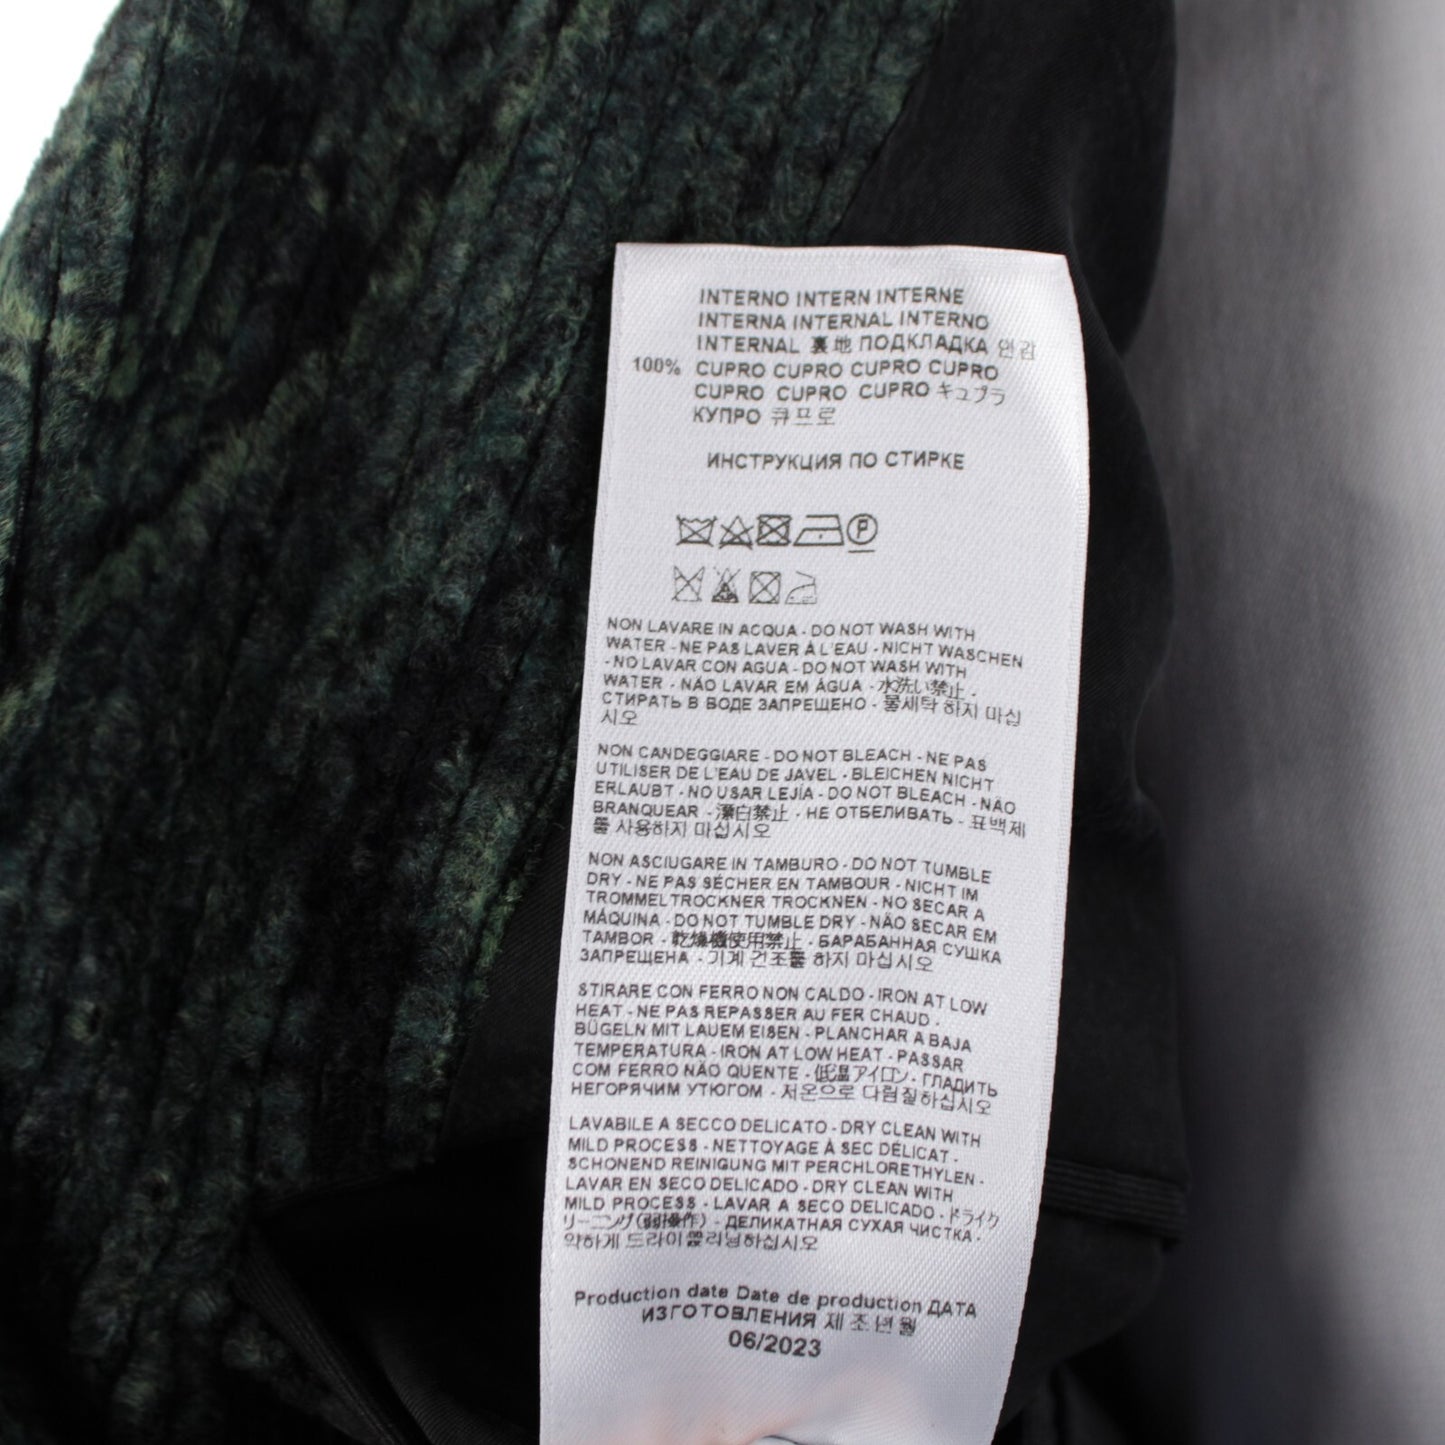 INTERNO INTERN INTERNE
INTERNA INTERNAL INTERNO
INTERNAL 裏地 ПОДКЛАДКА 안감
100% CUPRO CUPRO CUPRO CUPRO
CUPRO CUPRO CUPRO キュプラ
КУПРО 큐프로
ИНСТРУКЦИЯ ПО СТИРКЕ
P
NON LAVARE IN ACQUA - DO NOT WASH WITH
WATER - NE PAS LAVER À L'EAU - NICHT WASCHEN
- NO LAVAR CON AGUA - DO NOT WASH WITH
WATER - NÃO LAVAR EM ÁGUA - 水洗い禁止 -
СТИРАТЬ В ВОДЕ ЗАПРЕЩЕНО - 물세탁 하지 마십
시오
NON CANDEGGIARE - DO NOT BLEACH - NE PAS
UTILISER DE L'EAU DE JAVEL - BLEICHEN NICHT
ERLAUBT - NO USAR LEJÍA - DO NOT BLEACH - NÃO
BRANQUEAR - 漂白禁止 - НЕ ОТБЕЛИВАТЬ - 표백제
를 사용하지 마십시오
NON ASCIUGARE IN TAMBURO - DO NOT TUMBLE
DRY - NE PAS SÉCHER EN TAMBOUR - NICHT IM
TROMMELTROCKNER TROCKNEN - NO SECAR A
MÁQUINA - DO NOT TUMBLE DRY - NÃO SECAR EM
TAMBOR - 乾燥機使用禁止 - БАРАБАННАЯ СУШКА
ЗАПРЕЩЕНА - 기계 건조를 하지 마십시오
STIRARE CON FERRO NON CALDO - IRON AT LOW
HEAT - NE PAS REPASSER AU FER CHAUD -
BÜGELN MIT LAUEM EISEN - PLANCHAR A BAJA
TEMPERATURA - IRON AT LOW HEAT - PASSAR
COM FERRO NÃO QUENTE - 低温アイロン - ГЛАДИТЬ
НЕГОРЯЧИМ УТЮГОМ - 저온으로 다림질하십시오
LAVABILE A SECCO DELICATO - DRY CLEAN WITH
MILD PROCESS - NETTOYAGE À SEC DÉLICAT -
SCHONEND REINIGUNG MIT PERCHLORETHYLEN -
LAVAR EN SECO DELICADO - DRY CLEAN WITH
MILD PROCESS - LAVAR A SECO DELICADO - ドライク
リーニング(弱操作) - ДЕЛИКАТНАЯ СУХАЯ ЧИСТКА -
약하게 드라이클리닝하십시오
Production date Date de production ДАТА
ИЗГОТОВЛЕНИЯ 제조년월
06/2023